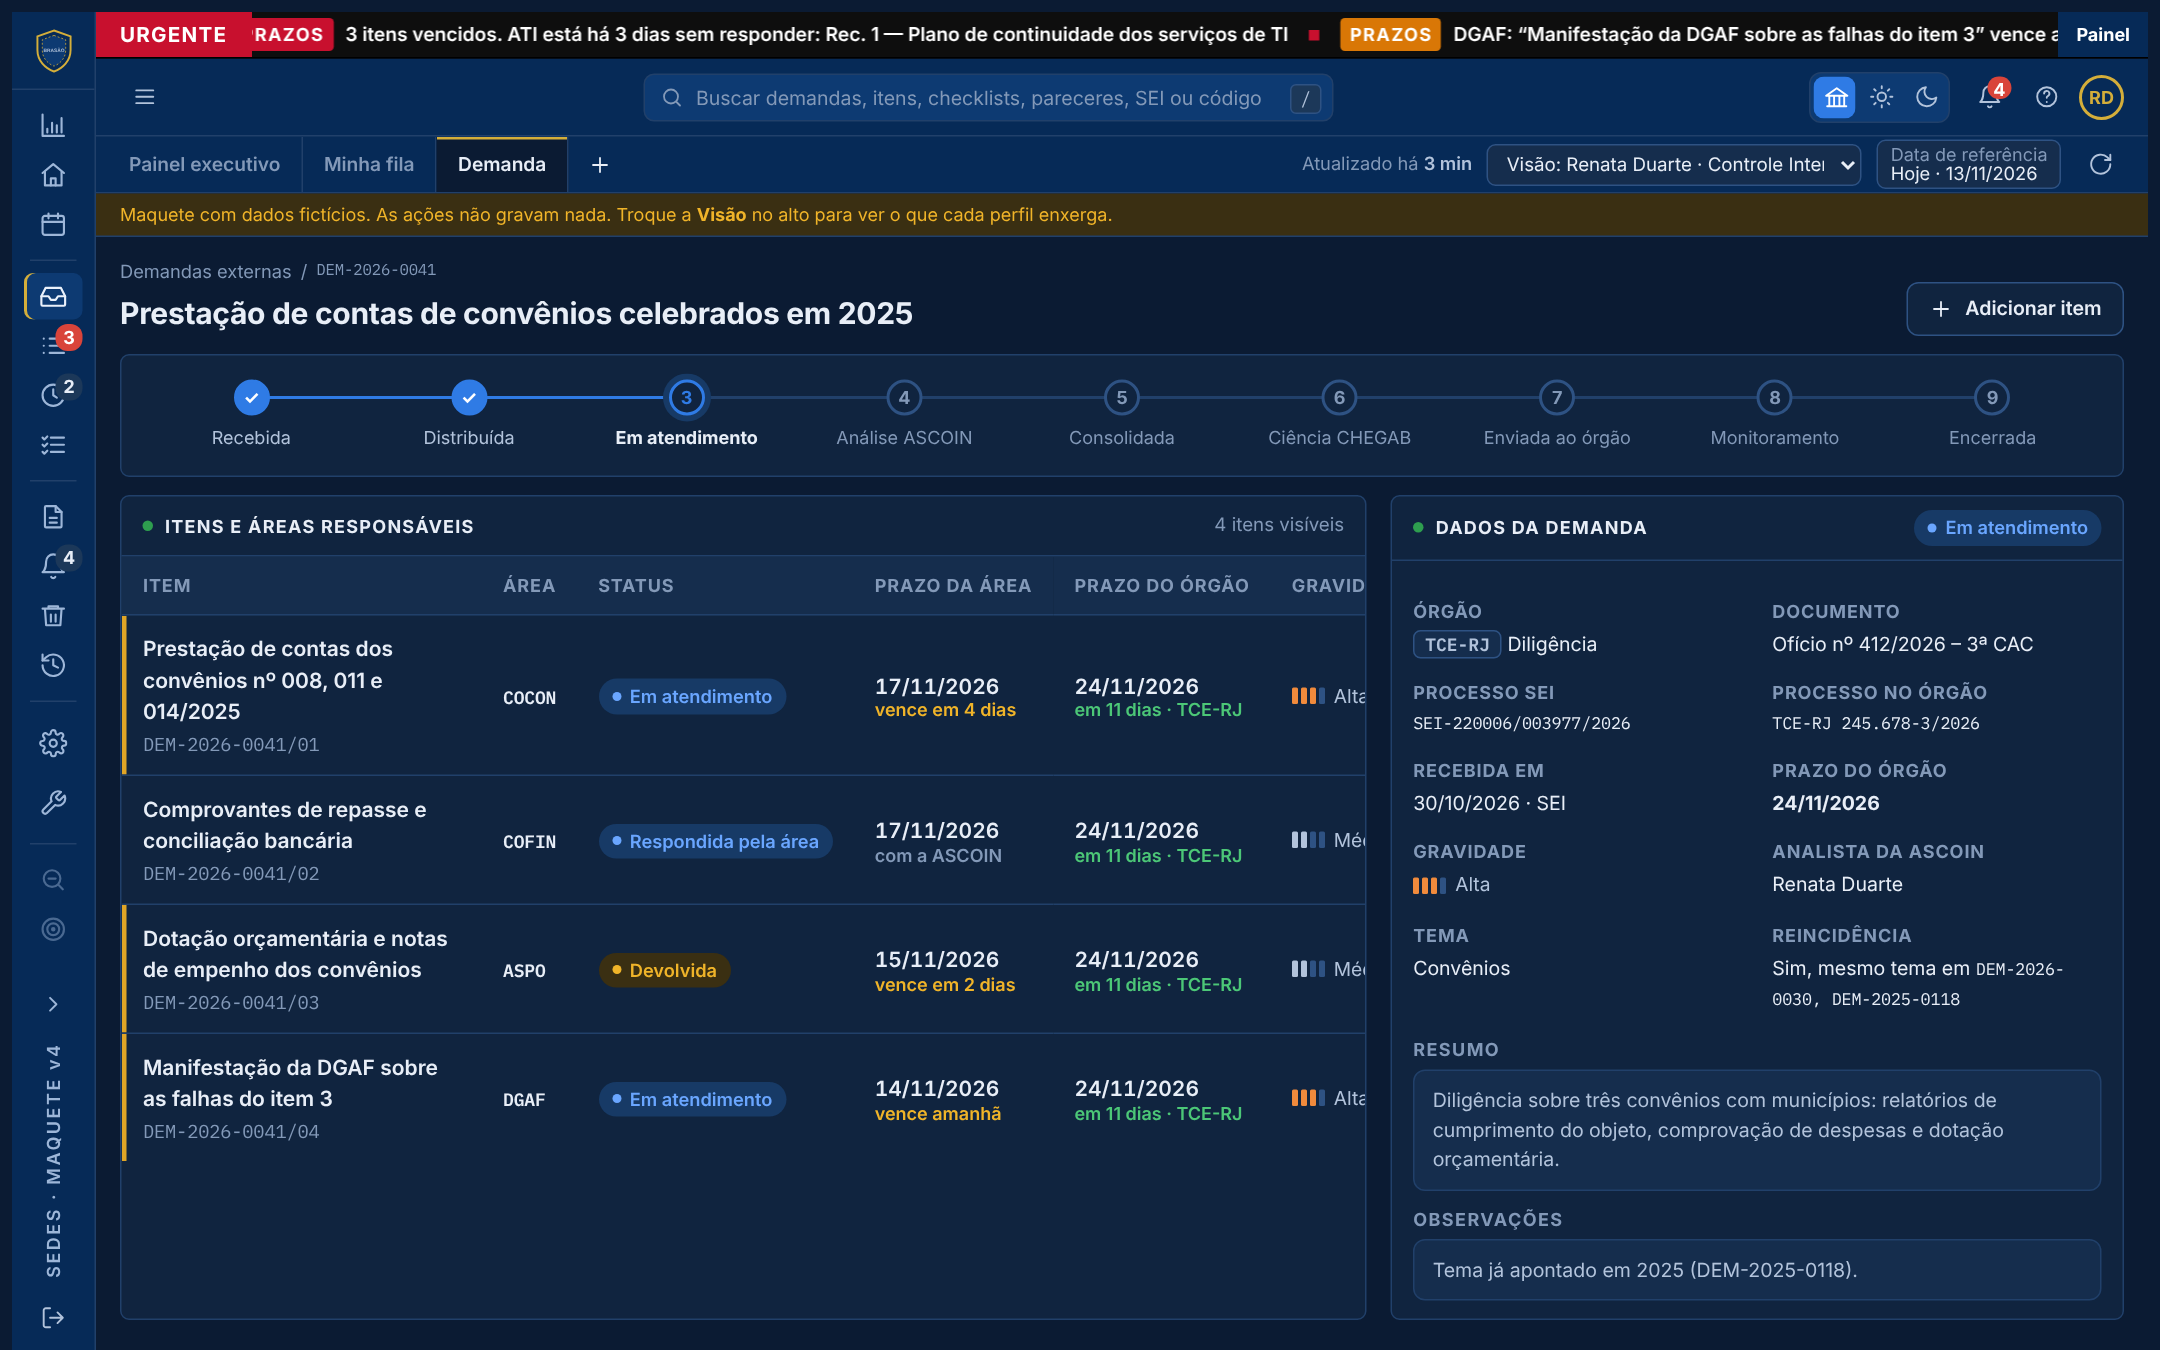 URGENTE
RAZOS 3 itens vencidos. ATI está há 3 dias sem responder: Rec. 1 — Plano de continuidade dos serviços de TI
PRAZOS DGAF: “Manifestação da DGAF sobre as falhas do item 3” vence a
Painel
Buscar demandas, itens, checklists, pareceres, SEI ou código /
4
RD
Painel executivo
Minha fila
Demanda
Atualizado há 3 min
Visão: Renata Duarte · Controle Inter
Data de referência
Hoje · 13/11/2026
Maquete com dados fictícios. As ações não gravam nada. Troque a Visão no alto para ver o que cada perfil enxerga.
3
2
4
SEDES · MAQUETE v4
Demandas externas / DEM-2026-0041
Prestação de contas de convênios celebrados em 2025
Adicionar item
Recebida
Distribuída
3 Em atendimento
4 Análise ASCOIN
5 Consolidada
6 Ciência CHEGAB
7 Enviada ao órgão
8 Monitoramento
9 Encerrada
ITENS E ÁREAS RESPONSÁVEIS
4 itens visíveis
ITEM ÁREA STATUS PRAZO DA ÁREA PRAZO DO ÓRGÃO GRAVID
Prestação de contas dos
convênios nº 008, 011 e
014/2025
DEM-2026-0041/01
COCON
Em atendimento
17/11/2026
vence em 4 dias
24/11/2026
em 11 dias · TCE-RJ
Alta
Comprovantes de repasse e
conciliação bancária
DEM-2026-0041/02
COFIN
Respondida pela área
17/11/2026
com a ASCOIN
24/11/2026
em 11 dias · TCE-RJ
Méd
Dotação orçamentária e notas
de empenho dos convênios
DEM-2026-0041/03
ASPO
Devolvida
15/11/2026
vence em 2 dias
24/11/2026
em 11 dias · TCE-RJ
Méd
Manifestação da DGAF sobre
as falhas do item 3
DEM-2026-0041/04
DGAF
Em atendimento
14/11/2026
vence amanhã
24/11/2026
em 11 dias · TCE-RJ
Alta
DADOS DA DEMANDA
Em atendimento
ÓRGÃO
TCE-RJ Diligência
DOCUMENTO
Ofício nº 412/2026 – 3ª CAC
PROCESSO SEI
SEI-220006/003977/2026
PROCESSO NO ÓRGÃO
TCE-RJ 245.678-3/2026
RECEBIDA EM
30/10/2026 · SEI
PRAZO DO ÓRGÃO
24/11/2026
GRAVIDADE
Alta
ANALISTA DA ASCOIN
Renata Duarte
TEMA
Convênios
REINCIDÊNCIA
Sim, mesmo tema em DEM-2026-
0030, DEM-2025-0118
RESUMO
Diligência sobre três convênios com municípios: relatórios de
cumprimento do objeto, comprovação de despesas e dotação
orçamentária.
OBSERVAÇÕES
Tema já apontado em 2025 (DEM-2025-0118).